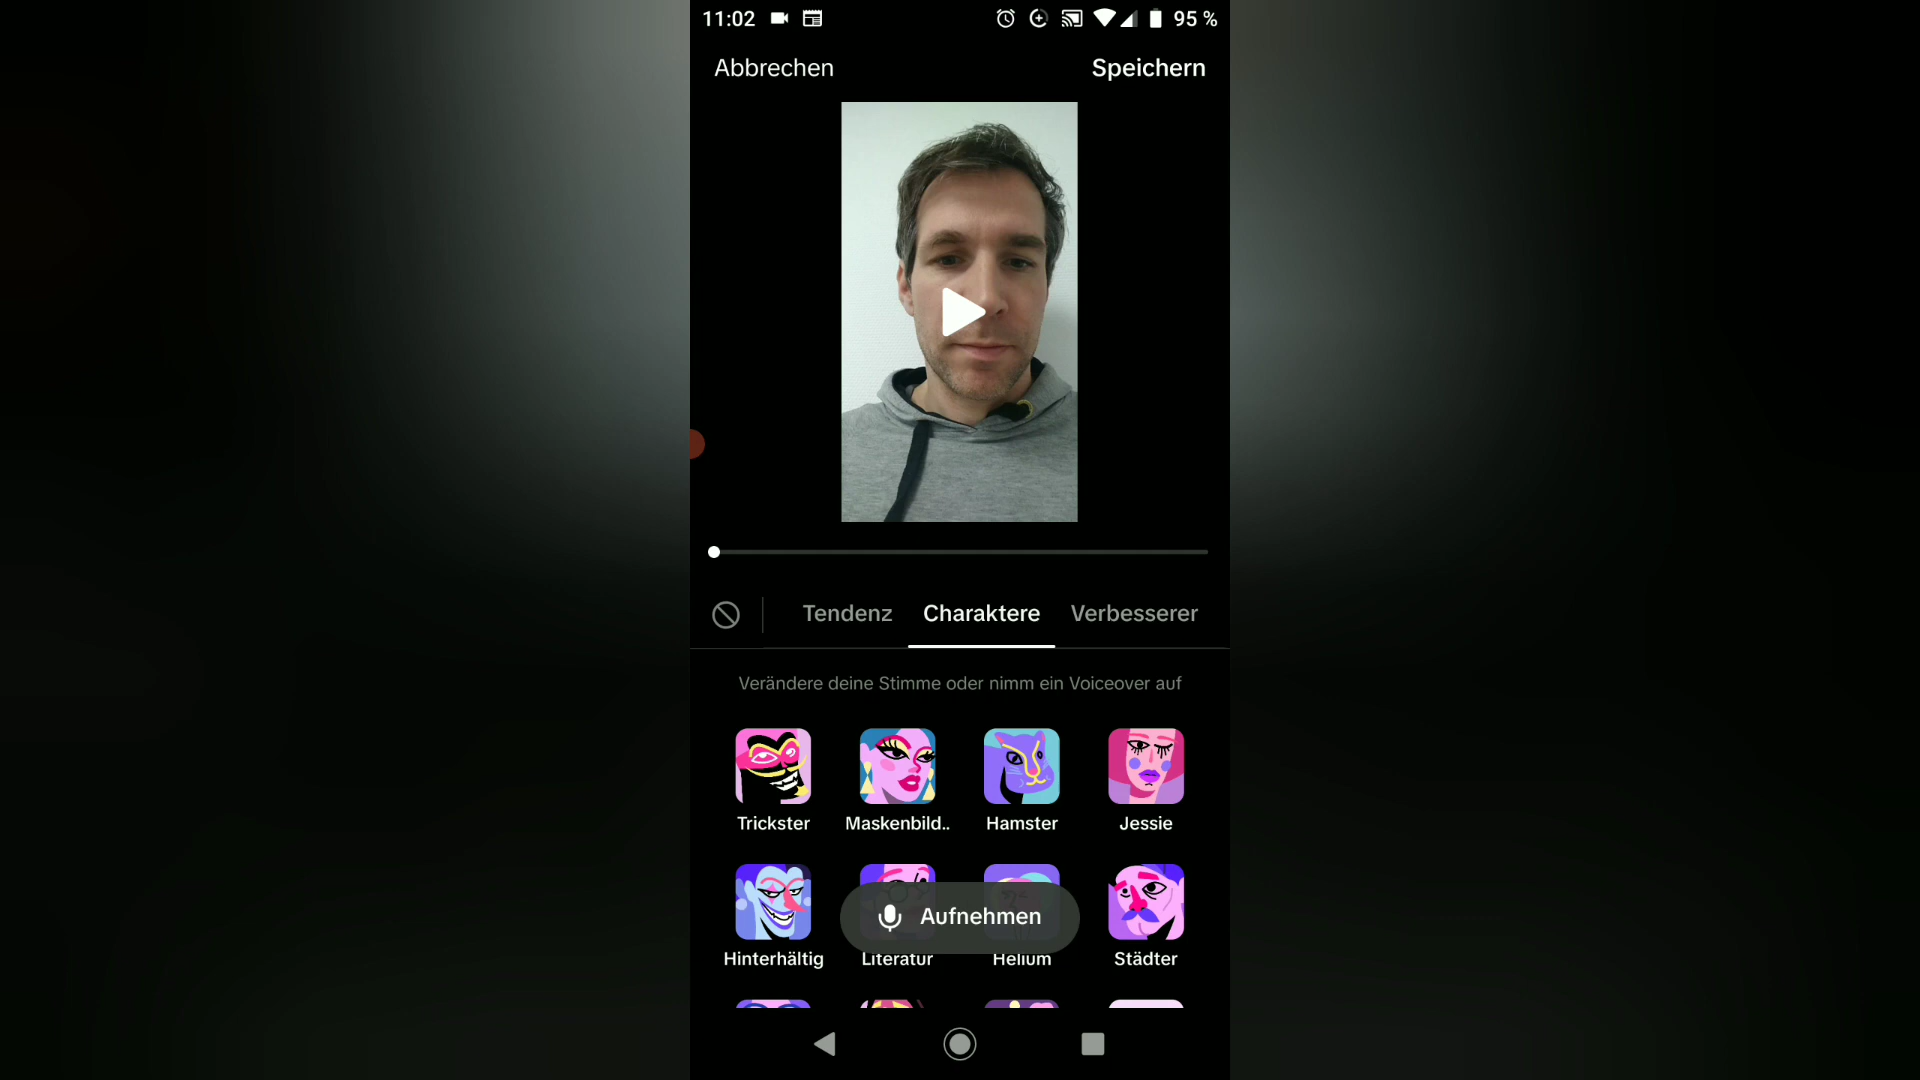 11:02 95 %
Abbrechen Speichern
Tendenz Charaktere Verbesserer
Verändere deine Stimme oder nimm ein Voiceover auf
Trickster Maskenbild.. Hamster Jessie
Aufnehmen
Hinterhältig Literatur Helium Städter